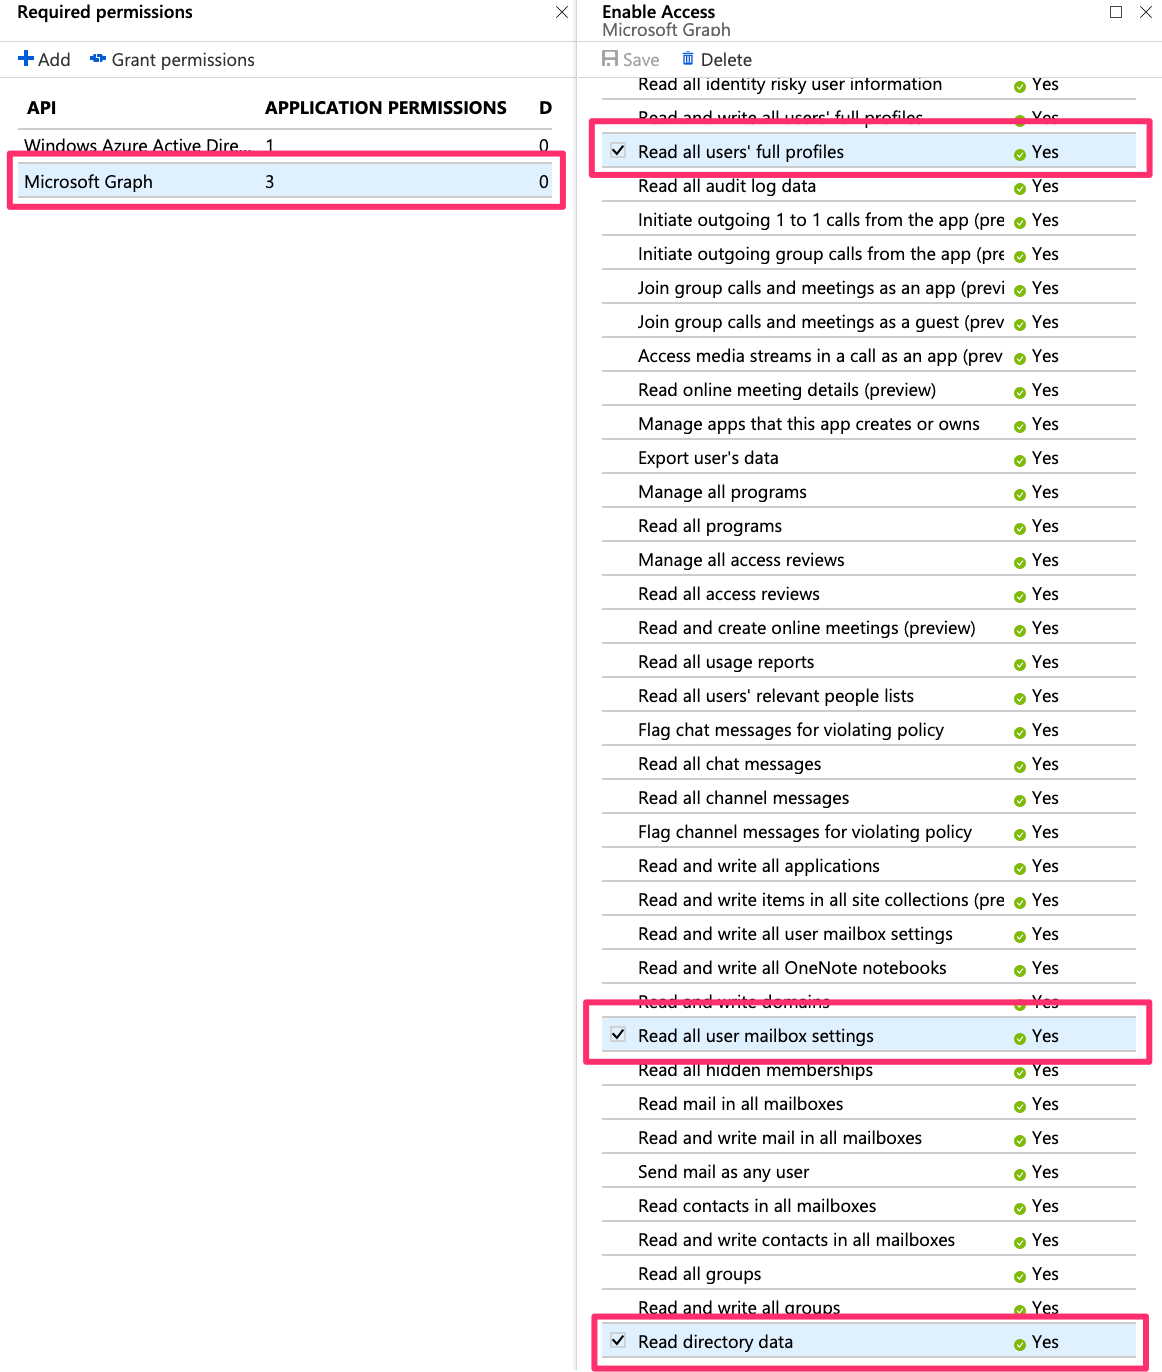 Required permissions
Add Grant permissions
API APPLICATION PERMISSIONS D
Windows Azure Active Dire... 1 0
Microsoft Graph 3 0
Enable Access
Microsoft Graph
Save Delete
Read all identity risky user information Yes
Read and write all users' full profiles Yes
Read all users' full profiles Yes
Read all audit log data Yes
Initiate outgoing 1 to 1 calls from the app (pre Yes
Initiate outgoing group calls from the app (pre Yes
Join group calls and meetings as an app (previ Yes
Join group calls and meetings as a guest (prev Yes
Access media streams in a call as an app (prev Yes
Read online meeting details (preview) Yes
Manage apps that this app creates or owns Yes
Export user's data Yes
Manage all programs Yes
Read all programs Yes
Manage all access reviews Yes
Read all access reviews Yes
Read and create online meetings (preview) Yes
Read all usage reports Yes
Read all users' relevant people lists Yes
Flag chat messages for violating policy Yes
Read all chat messages Yes
Read all channel messages Yes
Flag channel messages for violating policy Yes
Read and write all applications Yes
Read and write items in all site collections (pre Yes
Read and write all user mailbox settings Yes
Read and write all OneNote notebooks Yes
Read and write domains Yes
Read all user mailbox settings Yes
Read all hidden memberships Yes
Read mail in all mailboxes Yes
Read and write mail in all mailboxes Yes
Send mail as any user Yes
Read contacts in all mailboxes Yes
Read and write contacts in all mailboxes Yes
Read all groups Yes
Read and write all groups Yes
Read directory data Yes